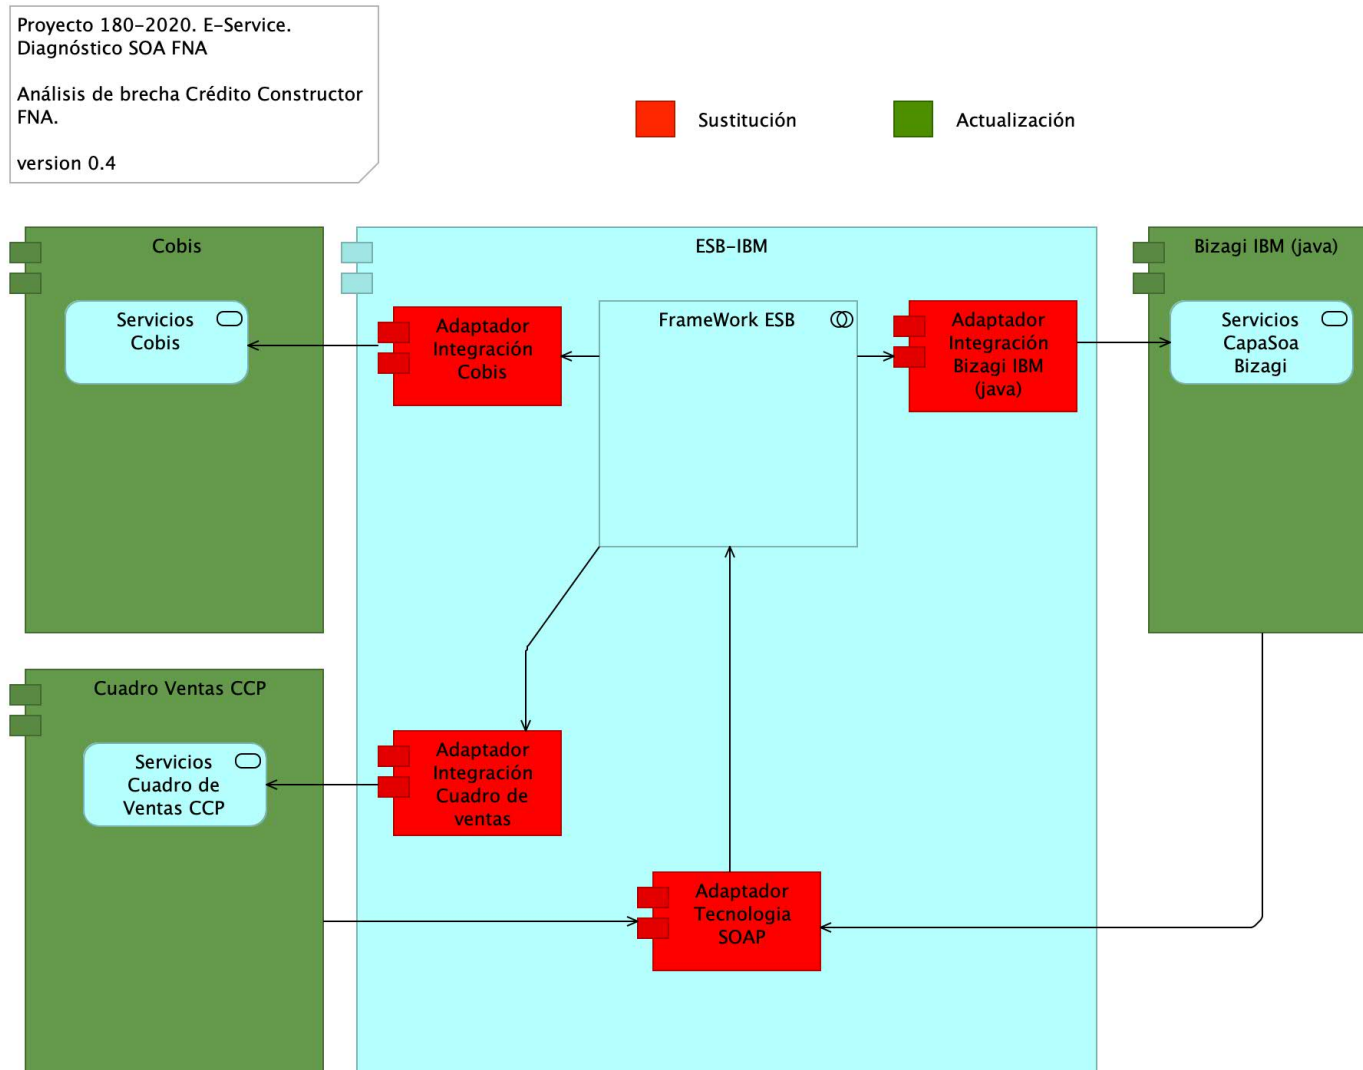 Proyecto 180-2020. E-Service.
Diagnóstico SOA FNA
Análisis de brecha Crédito Constructor
FNA.
version 0.4
Sustitución
Actualización
Cobis
Servicios
Cobis
ESB-IBM
Adaptador
Integración
Cobis
FrameWork ESB
Adaptador
Integración
Bizagi IBM
(java)
Bizagi IBM (java)
Servicios
CapaSoa
Bizagi
Cuadro Ventas CCP
Servicios
Cuadro de
Ventas CCP
Adaptador
Integración
Cuadro de
ventas
Adaptador
Tecnologia
SOAP